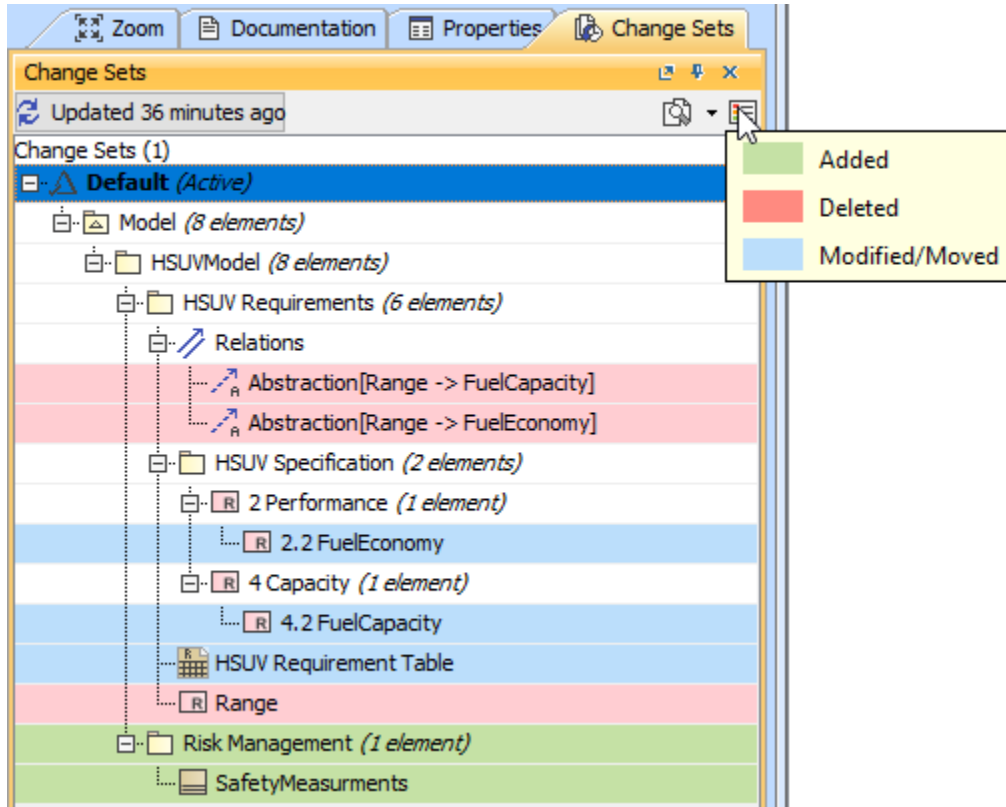 Zoom
Documentation
Properties
Change Sets
Change Sets
Updated 36 minutes ago
Change Sets (1)
Default (Active)
Model (8 elements)
HSUVModel (8 elements)
HSUV Requirements (6 elements)
Relations
A Abstraction[Range -> FuelCapacity]
A Abstraction[Range -> FuelEconomy]
HSUV Specification (2 elements)
R 2 Performance (1 element)
R 2.2 FuelEconomy
R 4 Capacity (1 element)
R 4.2 FuelCapacity
R HSUV Requirement Table
R Range
Risk Management (1 element)
SafetyMeasurments
Added
Deleted
Modified/Moved